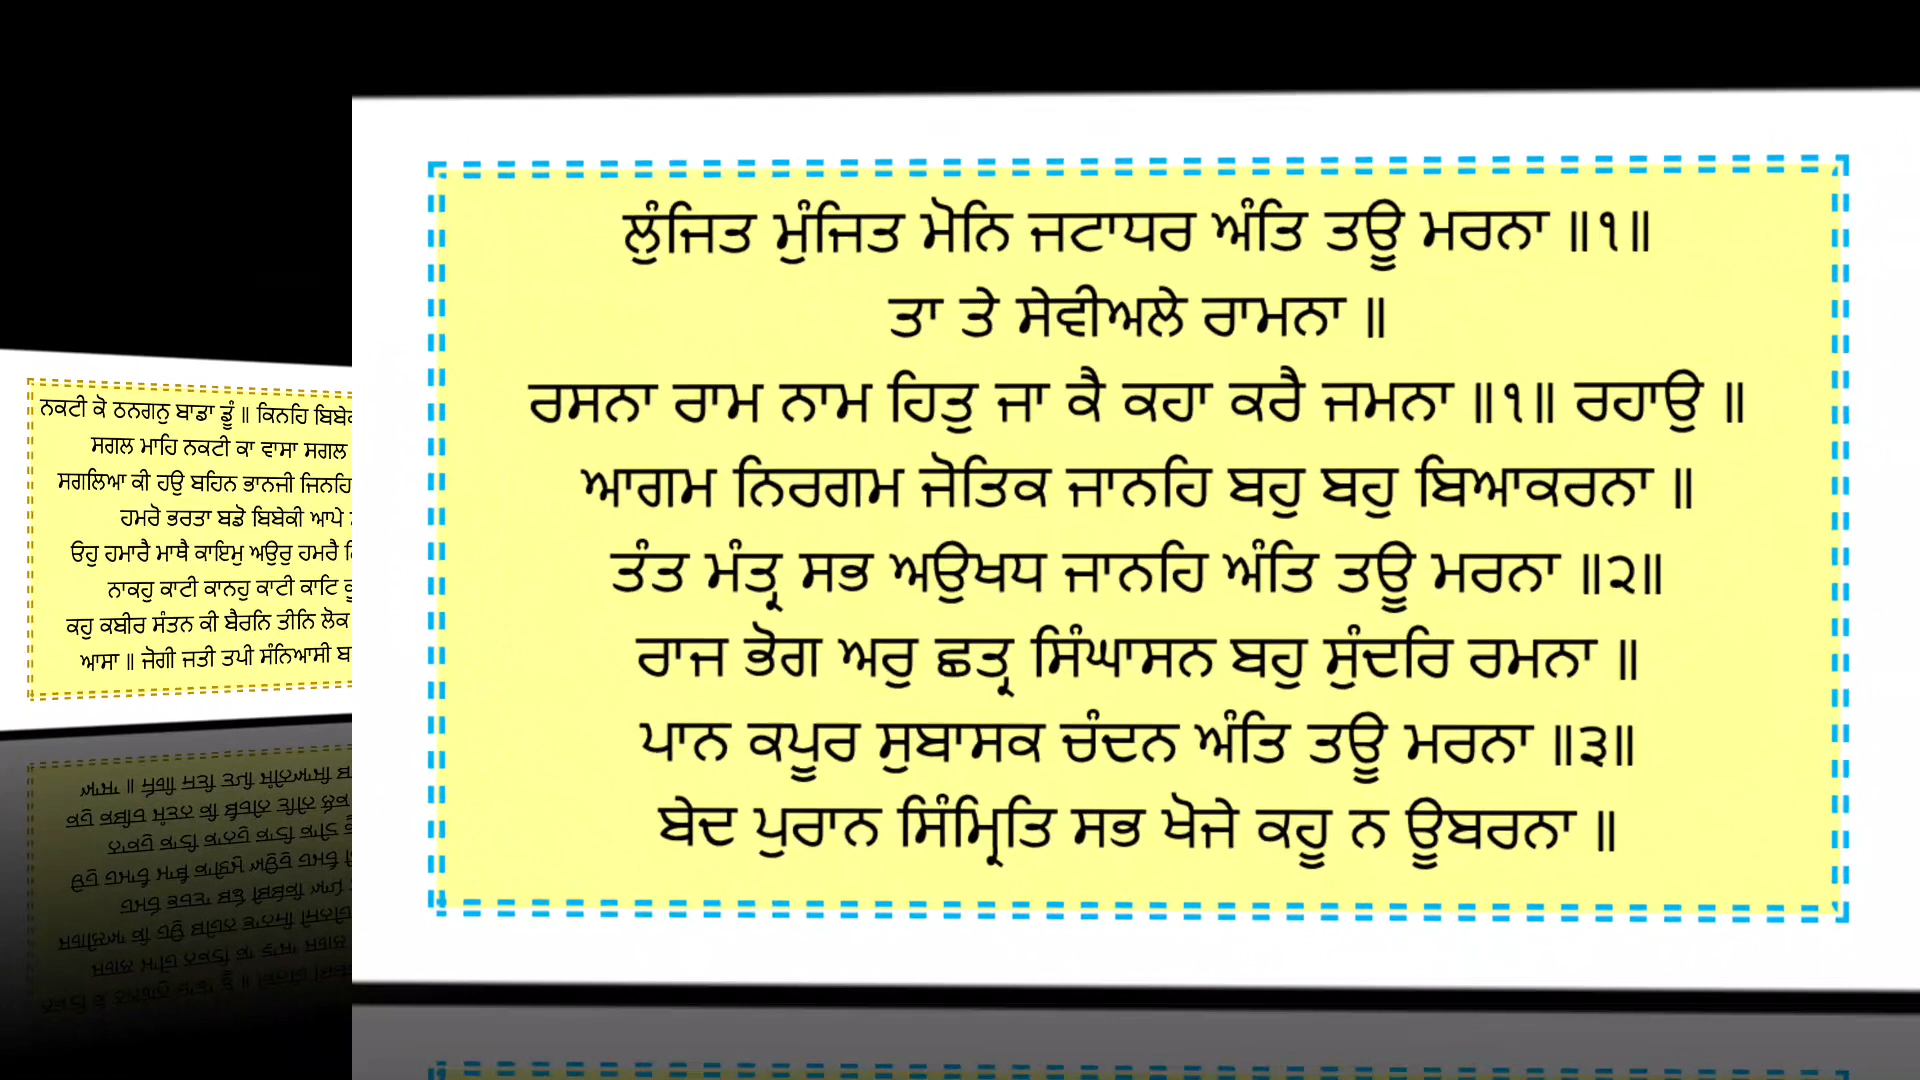 ਲੁੰਜਿਤ ਮੁੰਜਿਤ ਮੋਨਿ ਜਟਾਧਰ ਅੰਤਿ ਤਊ ਮਰਨਾ ॥੧॥
ਤਾ ਤੇ ਸੇਵੀਅਲੇ ਰਾਮਨਾ ॥
ਰਸਨਾ ਰਾਮ ਨਾਮ ਹਿਤੁ ਜਾ ਕੈ ਕਹਾ ਕਰੈ ਜਮਨਾ ॥੧॥ ਰਹਾਉ ॥
ਆਗਮ ਨਿਰਗਮ ਜੋਤਿਕ ਜਾਨਹਿ ਬਹੁ ਬਹੁ ਬਿਆਕਰਨਾ ॥
ਤੰਤ ਮੰਤ੍ਰ ਸਭ ਅਉਖਧ ਜਾਨਹਿ ਅੰਤਿ ਤਊ ਮਰਨਾ ॥੨॥
ਰਾਜ ਭੋਗ ਅਰੁ ਛਤ੍ਰ ਸਿੰਘਾਸਨ ਬਹੁ ਸੁੰਦਰਿ ਰਮਨਾ ॥
ਪਾਨ ਕਪੂਰ ਸੁਬਾਸਕ ਚੰਦਨ ਅੰਤਿ ਤਊ ਮਰਨਾ ॥੩॥
ਬੇਦ ਪੁਰਾਨ ਸਿੰਮ੍ਰਿਤਿ ਸਭ ਖੋਜੇ ਕਹੂ ਨ ਊਬਰਨਾ ॥
ਨਕਟੀ ਕੋ ਠਨਗਨੁ ਬਾਡਾ ਡੂੰ ॥ ਕਿਨਹਿ
ਸਗਲ ਮਾਹਿ ਨਕਟੀ ਕਾ ਵਾਸਾ ਸਗਲ
ਸਗਲਿਆ ਕੀ ਹਉ ਬਹਿਨ ਭਾਨਜੀ ਜਿਨਹਿ
ਹਮਰੋ ਭਰਤਾ ਬਡੋ ਬਿਬੇਕੀ ਆਪੇ
ਓਹੁ ਹਮਾਰੈ ਮਾਥੈ ਕਾਇਮੁ ਅਉਰੁ ਹਮਰੈ
ਨਾਕਹੁ ਕਾਟੀ ਕਾਨਹੁ ਕਾਟੀ ਕਾਟਿ
ਕਹੁ ਕਬੀਰ ਸੰਤਨ ਕੀ ਬੈਰਨਿ ਤੀਨਿ ਲੋਕ
ਆਸਾ ॥ ਜੋਗੀ ਜਤੀ ਤਪੀ ਸੰਨਿਆਸੀ